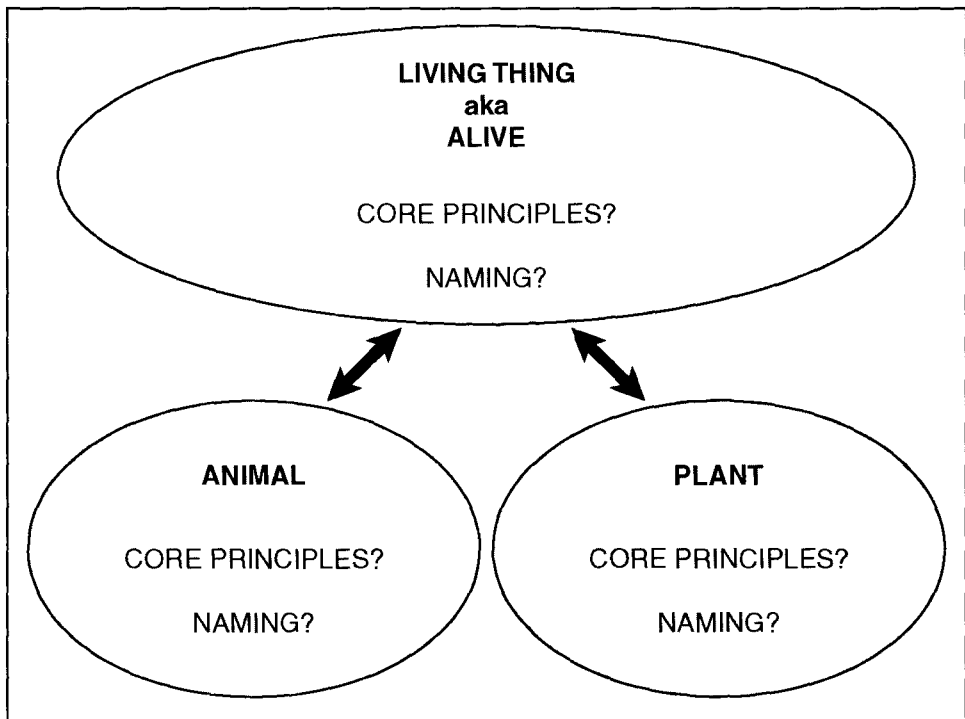 LIVING THING
aka
ALIVE
CORE PRINCIPLES?
NAMING?
ANIMAL
CORE PRINCIPLES?
NAMING?
PLANT
CORE PRINCIPLES?
NAMING?